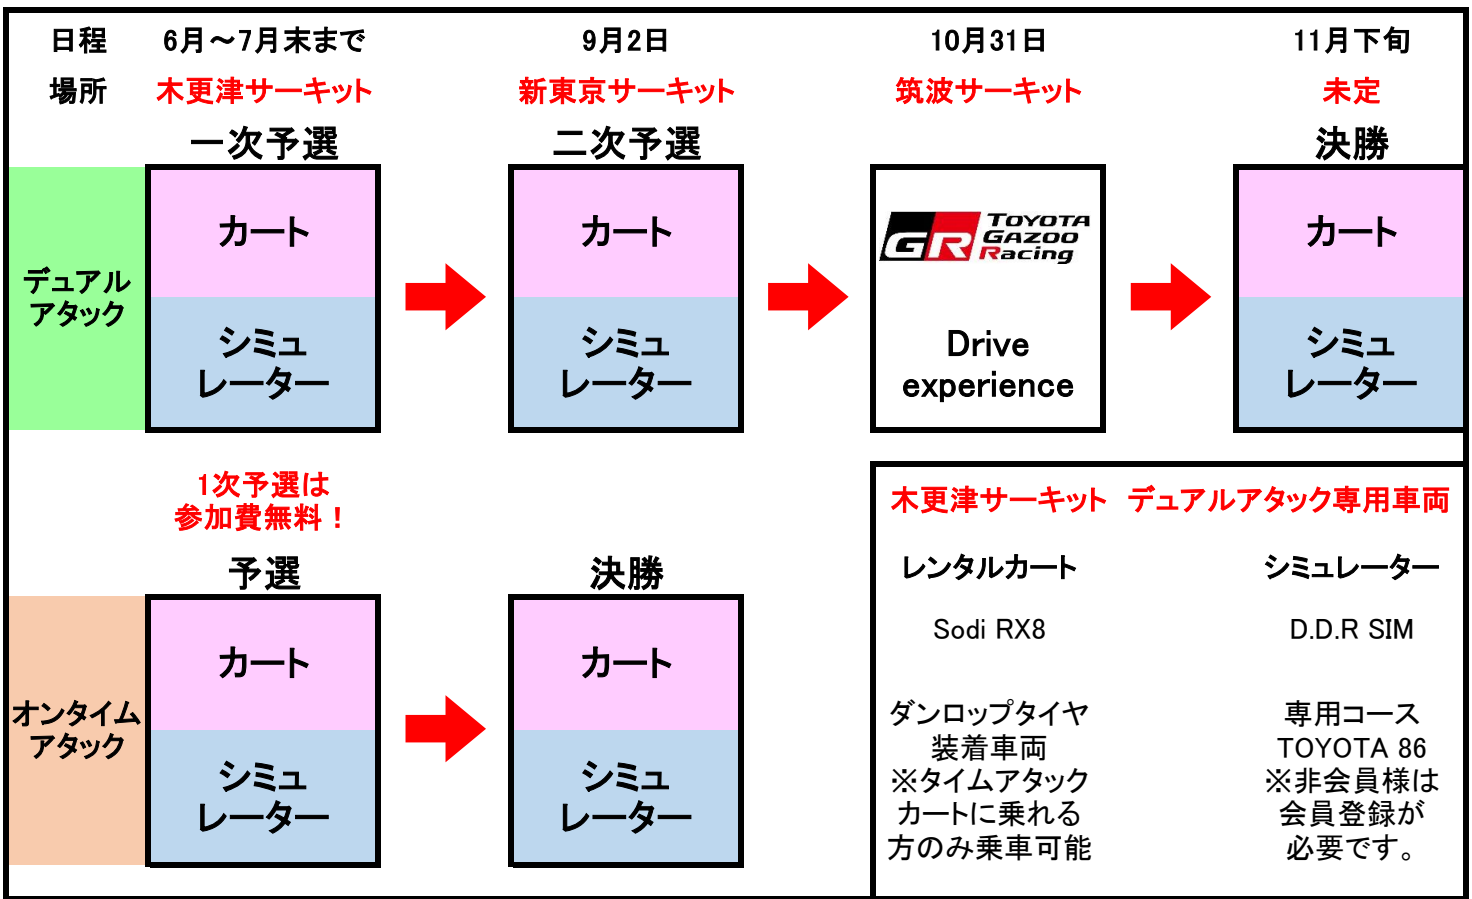 日程 6月～7月末まで 9月2日 10月31日 11月下旬
場所 木更津サーキット 新東京サーキット 筑波サーキット 未定
一次予選 二次予選 決勝
デュアル
アタック
カート
シミュ
レーター
カート
シミュ
レーター
GR TOYOTA
GAZOO
Racing
Drive
experience
カート
シミュ
レーター
1次予選は
参加費無料！
予選 決勝
オンタイム
アタック
カート
シミュ
レーター
カート
シミュ
レーター
木更津サーキット デュアルアタック専用車両
レンタルカート
Sodi RX8
ダンロップタイヤ
装着車両
※タイムアタック
カートに乗れる
方のみ乗車可能
シミュレーター
D.D.R SIM
専用コース
TOYOTA 86
※非会員様は
会員登録が
必要です。